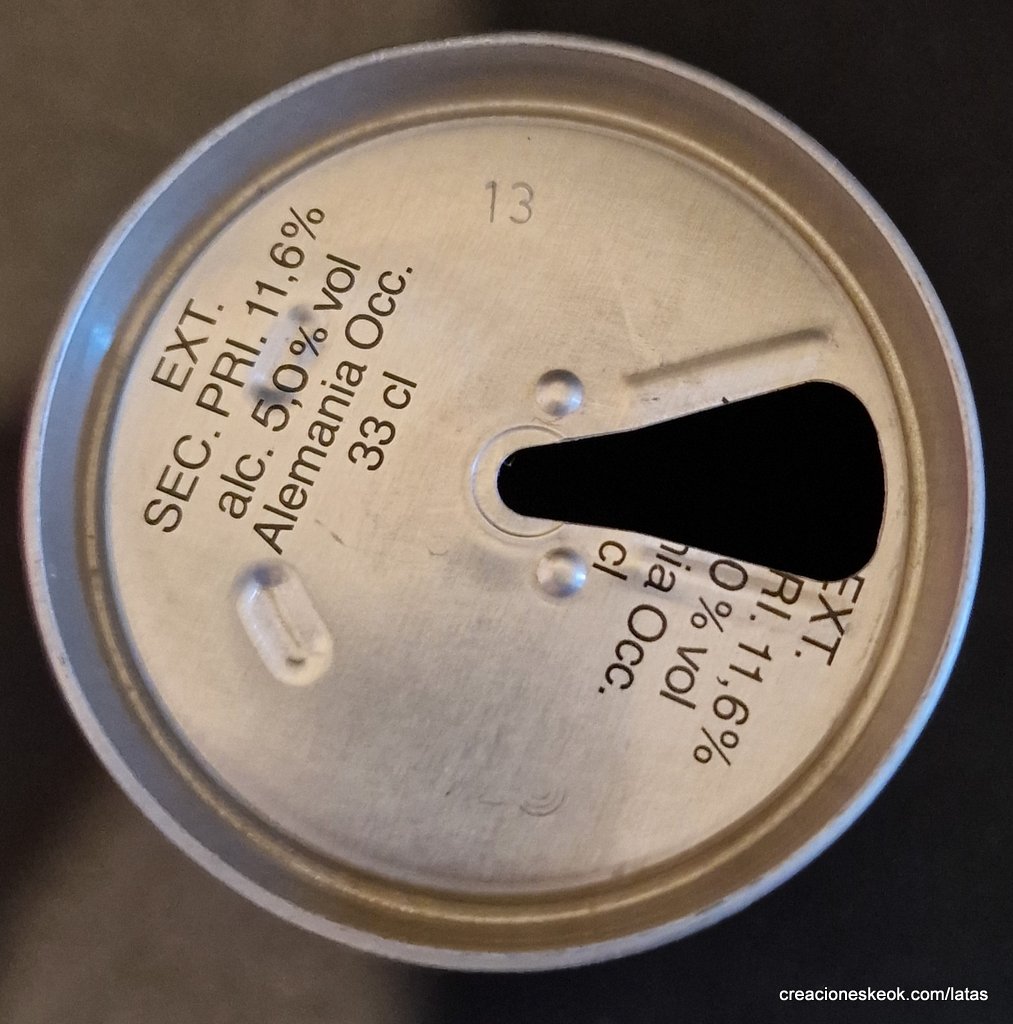 13
EXT.
SEC. PRI. 11,6%
alc. 5,0% vol
Alemania Occ.
33 cl
EXT.
RI. 11,6%
0% vol
nia Occ.
cl
creacioneskeok.com/latas